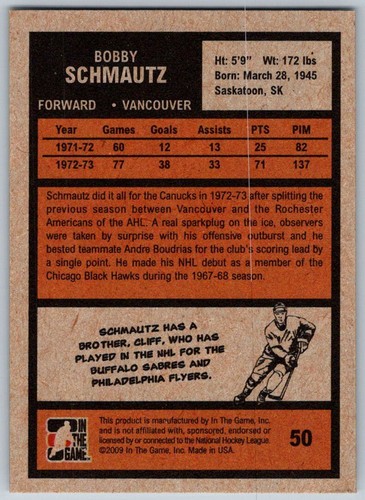 BOBBY
SCHMAUTZ
FORWARD • VANCOUVER
Ht: 5'9" Wt: 172 lbs
Born: March 28, 1945
Saskatoon, SK
Year Games Goals Assists PTS PIM
1971-72 60 12 13 25 82
1972-73 77 38 33 71 137
Schmautz did it all for the Canucks in 1972-73 after splitting the
previous season between Vancouver and the Rochester
Americans of the AHL. A real sparkplug on the ice, observers
were taken by surprise with his offensive outburst and he
bested teammate Andre Boudrias for the club's scoring lead by
a single point. He made his NHL debut as a member of the
Chicago Black Hawks during the 1967-68 season.
SCHMAUTZ HAS A
BROTHER, CLIFF, WHO HAS
PLAYED IN THE NHL FOR THE
BUFFALO SABRES AND
PHILADELPHIA FLYERS.
IN
THE
GAME
This product is manufactured by In The Game, Inc.
and is not affiliated with, sponsored, endorsed
licensed by or connected to the National Hockey League.
©2009 In The Game, Inc. Made in USA.
50